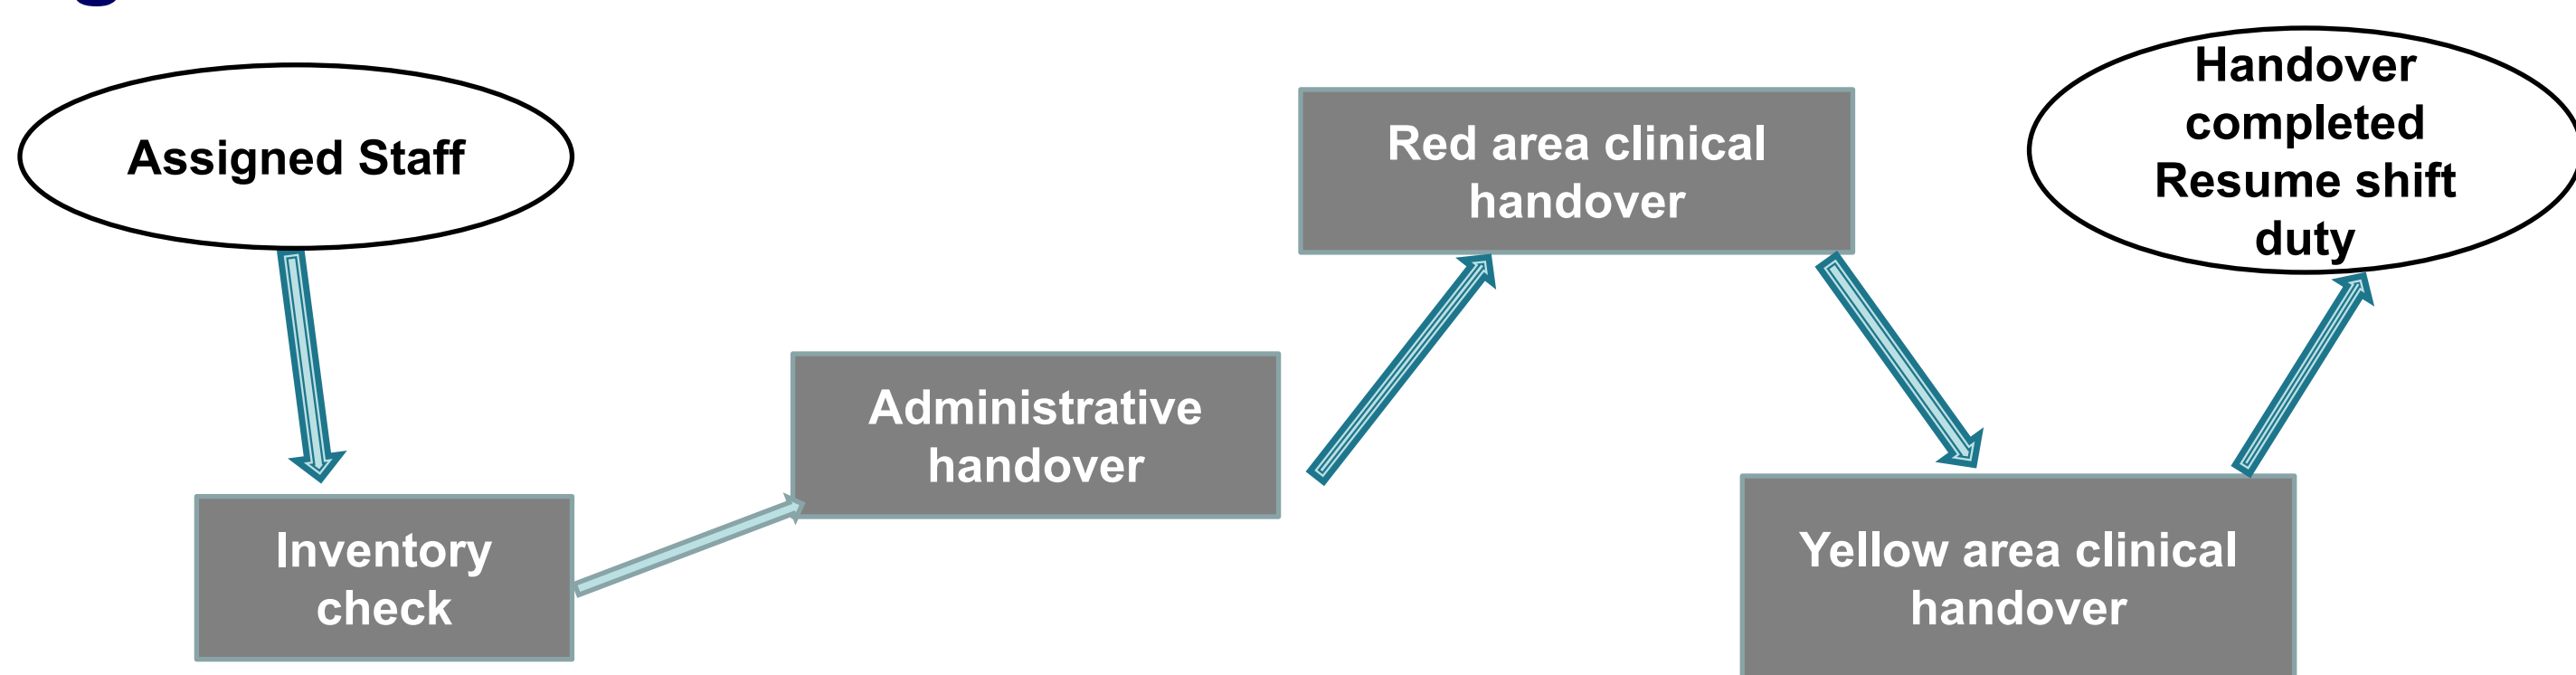 Assigned Staff
Inventory
check
Administrative
handover
Red area clinical
handover
Yellow area clinical
handover
Handover
completed
Resume shift
duty